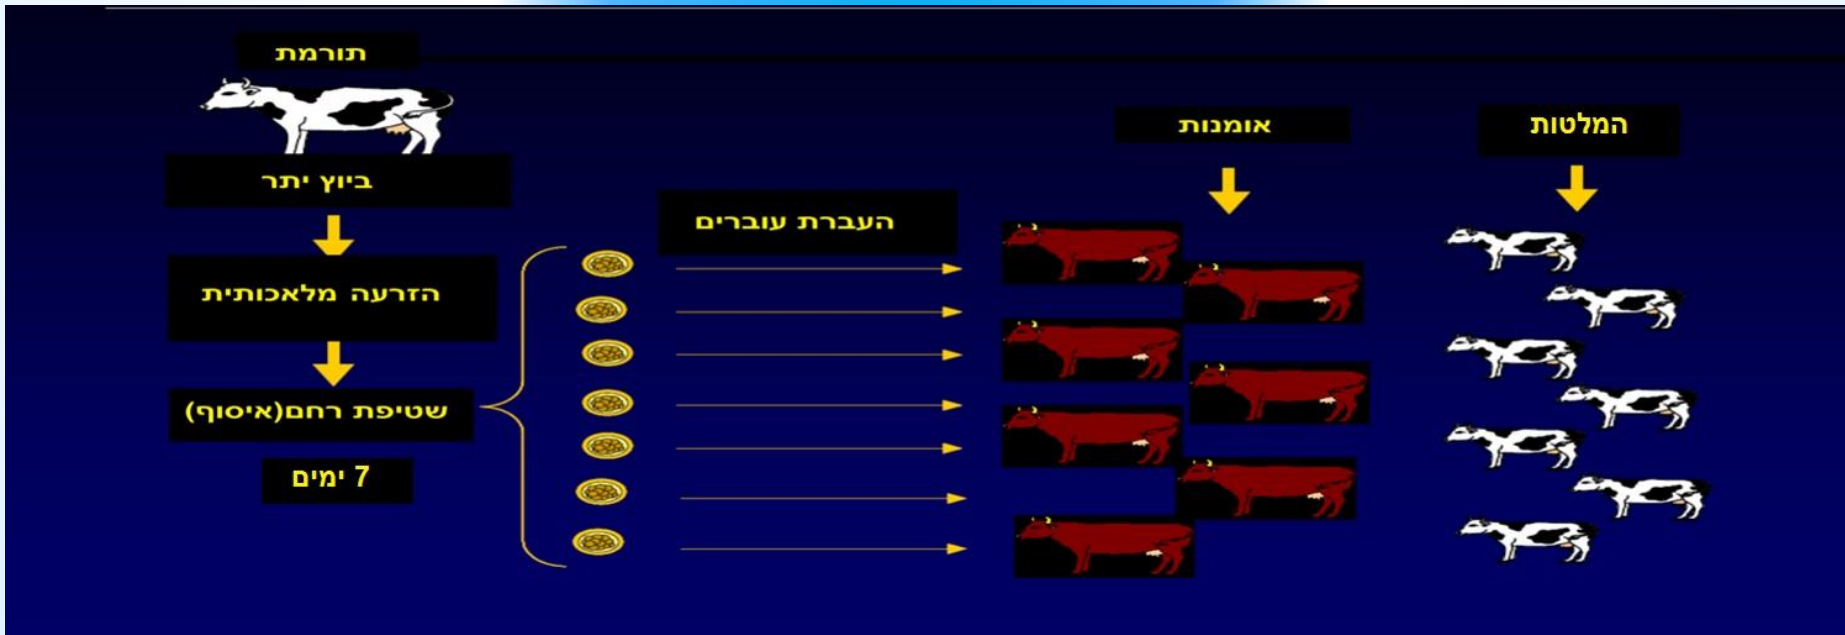 תורמת
ביוץ יתר
הזרעה מלאכותית
שטיפת רחם(איסוף)
7 ימים
העברת עוברים
אומנות
המלטות